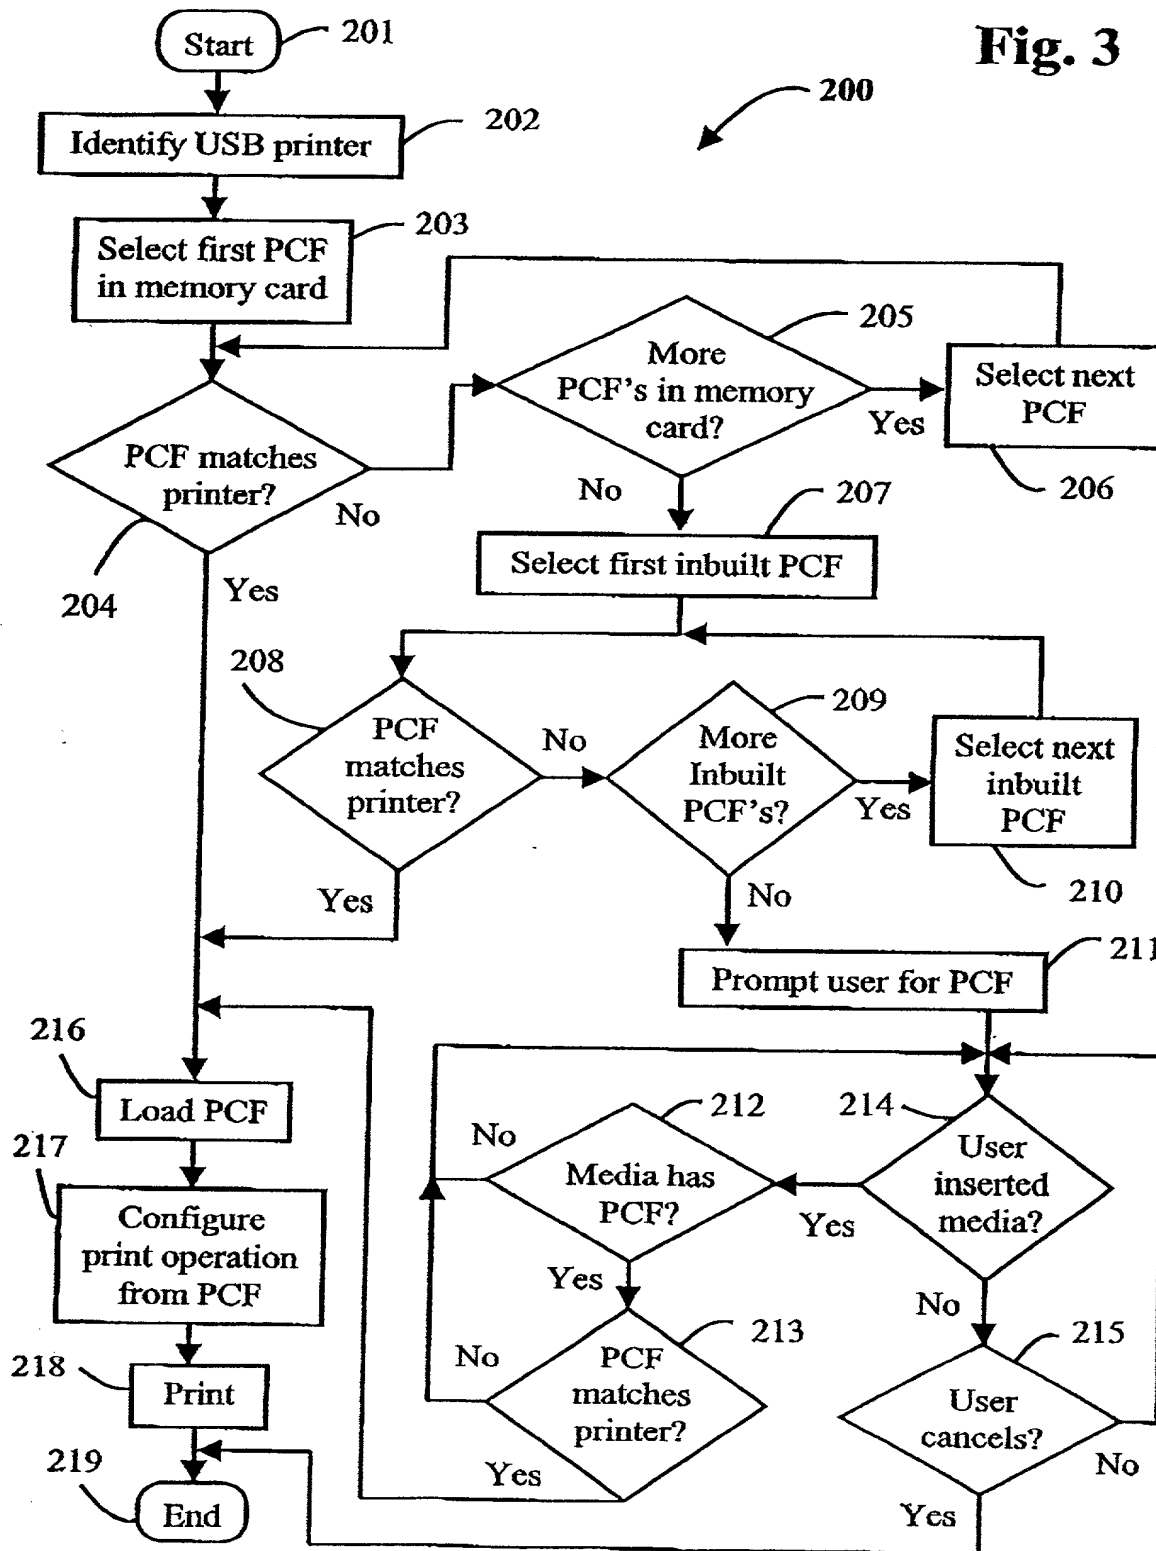 Fig. 3
Start
201
200
Identify USB printer
202
Select first PCF
in memory card
203
More
PCF's in memory
card?
205
Yes
Select next
PCF
206
PCF matches
printer?
No
204
Yes
No
207
Select first inbuilt PCF
208
PCF
matches
printer?
No
Yes
More
Inbuilt
PCF's?
209
Yes
No
Select next
inbuilt
PCF
210
Prompt user for PCF
211
216
Load PCF
217
Configure
print operation
from PCF
218
Print
219
End
No
212
Media has
PCF?
Yes
Yes
214
User
inserted
media?
No
No
213
PCF
matches
printer?
Yes
215
User
cancels?
No
Yes